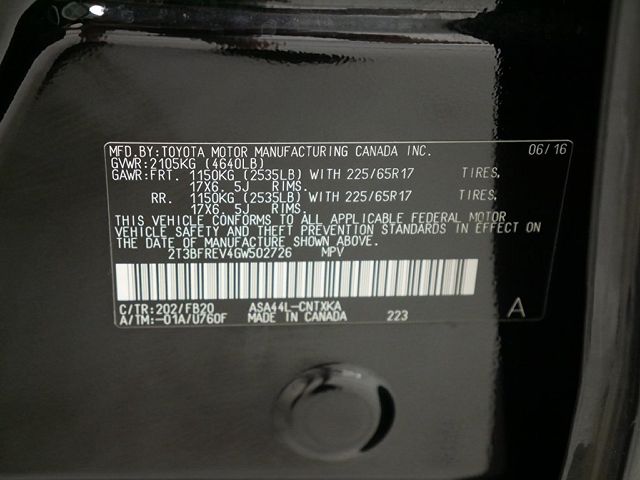 MFD.BY:TOYOTA MOTOR MANUFACTURING CANADA INC. 06/16
GVWR:2105KG (4640LB)
GAWR:FRT. 1150KG (2535LB) WITH 225/65R17 TIRES,
17X6. 5J RIMS.
RR. 1150KG (2535LB) WITH 225/65R17 TIRES,
17X6. 5J RIMS.
THIS VEHICLE CONFORMS TO ALL APPLICABLE FEDERAL MOTOR
VEHICLE SAFETY AND THEFT PREVENTION STANDARDS IN EFFECT ON
THE DATE OF MANUFACTURE SHOWN ABOVE.
2T3BFREV4GW502726 MPV
C/TR:202/FB20 ASA44L-CNTXKA A
A/TM:-01A/U760F MADE IN CANADA 223